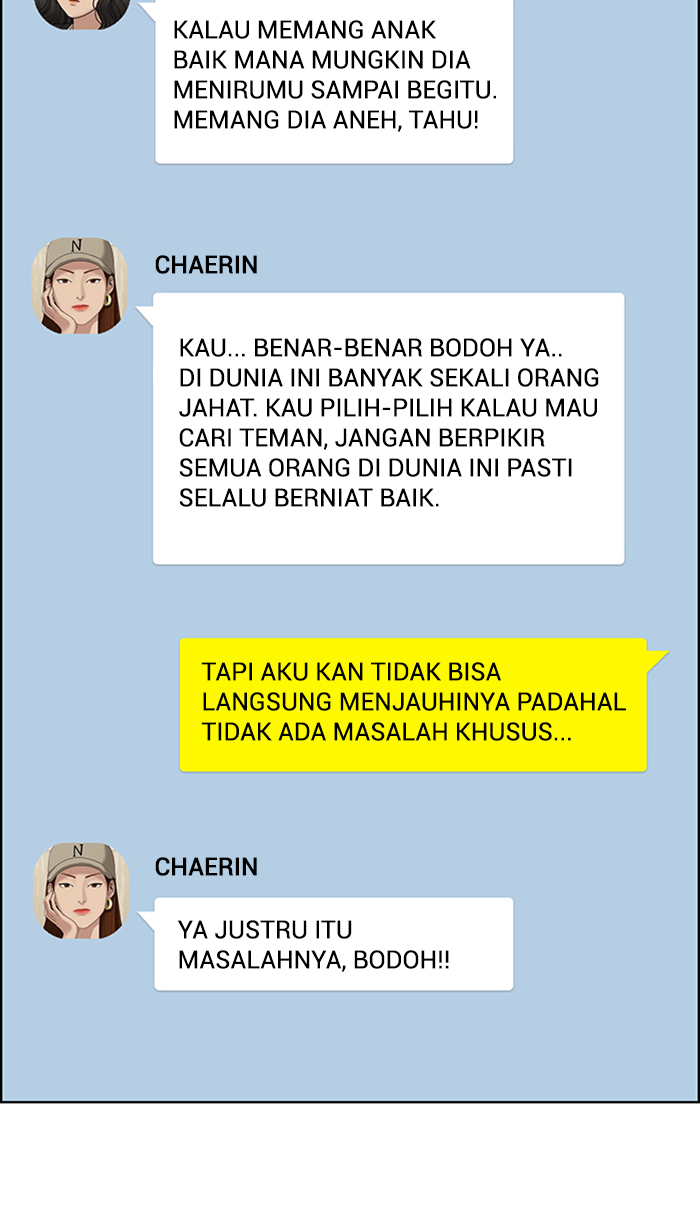 KALAU MEMANG ANAK
BAIK MANA MUNGKIN DIA
MENIRUMU SAMPAI BEGITU.
MEMANG DIA ANEH, TAHU!
N
CHAERIN
KAU... BENAR-BENAR BODOH YA..
DI DUNIA INI BANYAK SEKALI ORANG
JAHAT. KAU PILIH-PILIH KALAU MAU
CARI TEMAN, JANGAN BERPIKIR
SEMUA ORANG DI DUNIA INI PASTI
SELALU BERNIAT BAIK.
TAPI AKU KAN TIDAK BISA
LANGSUNG MENJAUHINYA PADAHAL
TIDAK ADA MASALAH KHUSUS...
N
CHAERIN
YA JUSTRU ITU
MASALAHNYA, BODOH!!